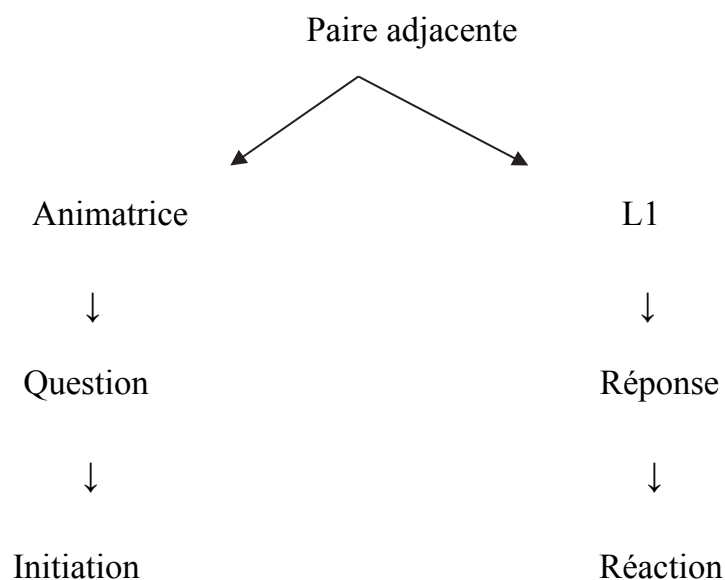 Paire adjacente
Animatrice L1
↓ ↓
Question Réponse
↓ ↓
Initiation Réaction